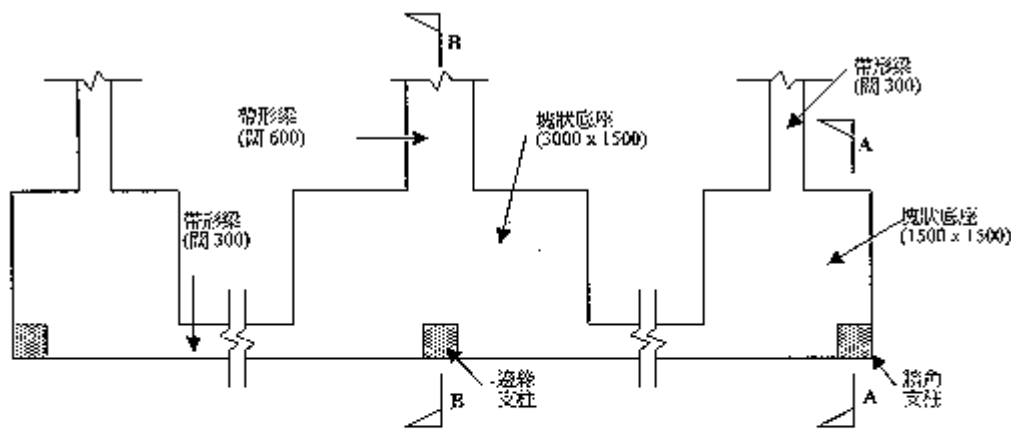 B
帶形梁
(闊 300)
帶形梁
(闊 600)
塊狀底座
(3000 x 1500)
A
塊狀底座
(1500 x 1500)
帶形梁
(闊 300)
邊緣
支柱
B
A
牆角
支柱